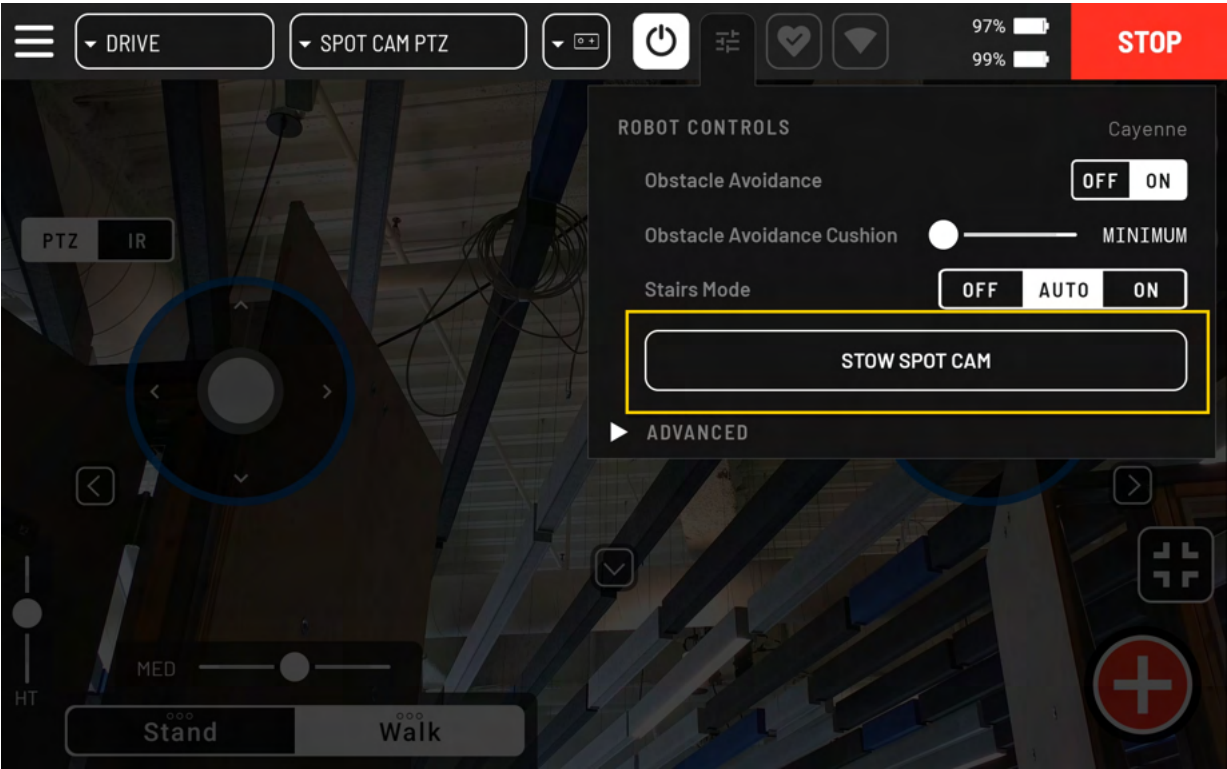 DRIVE
SPOT CAM PTZ
97%
99%
STOP
ROBOT CONTROLS
Cayenne
Obstacle Avoidance
OFF ON
Obstacle Avoidance Cushion
MINIMUM
Stairs Mode
OFF AUTO ON
STOW SPOT CAM
ADVANCED
PTZ IR
MED
HT
Stand Walk